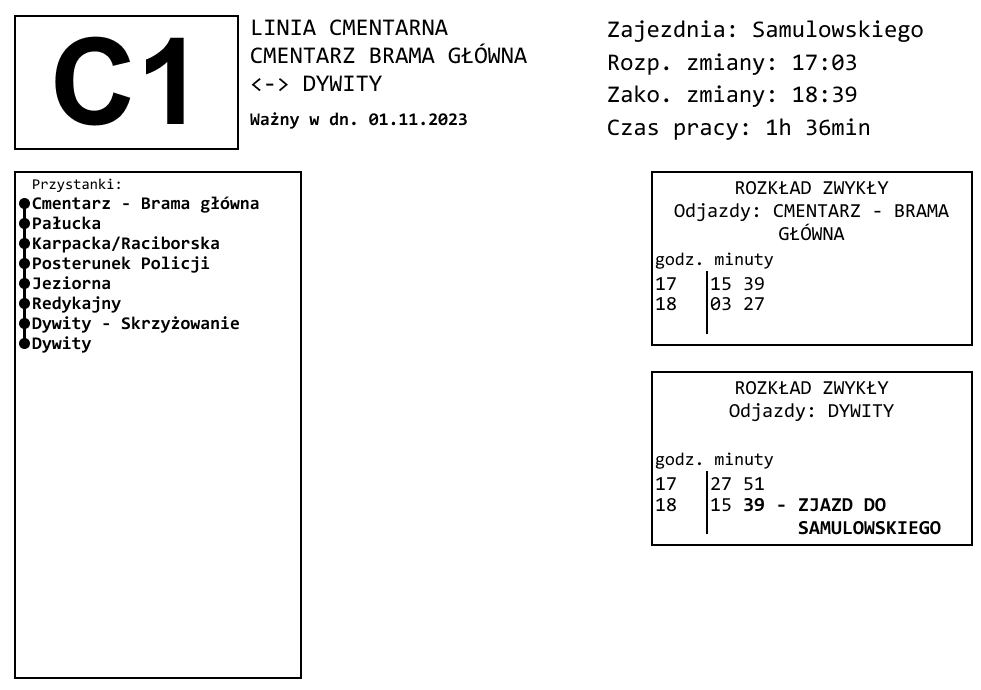 C1
LINIA CMENTARNA
CMENTARZ BRAMA GŁÓWNA
<-> DYWITY
Ważny w dn. 01.11.2023
Zajezdnia: Samulowskiego
Rozp. zmiany: 17:03
Zako. zmiany: 18:39
Czas pracy: 1h 36min
Przystanki:
Cmentarz - Brama główna
Pałucka
Karpacka/Raciborska
Posterunek Policji
Jeziorna
Redykajny
Dywity - Skrzyżowanie
Dywity
ROZKŁAD ZWYKŁY
Odjazdy: CMENTARZ - BRAMA
GŁÓWNA
godz. minuty
17 15 39
18 03 27
ROZKŁAD ZWYKŁY
Odjazdy: DYWITY
godz. minuty
17 27 51
18 15 39 - ZJAZD DO
SAMULOWSKIEGO